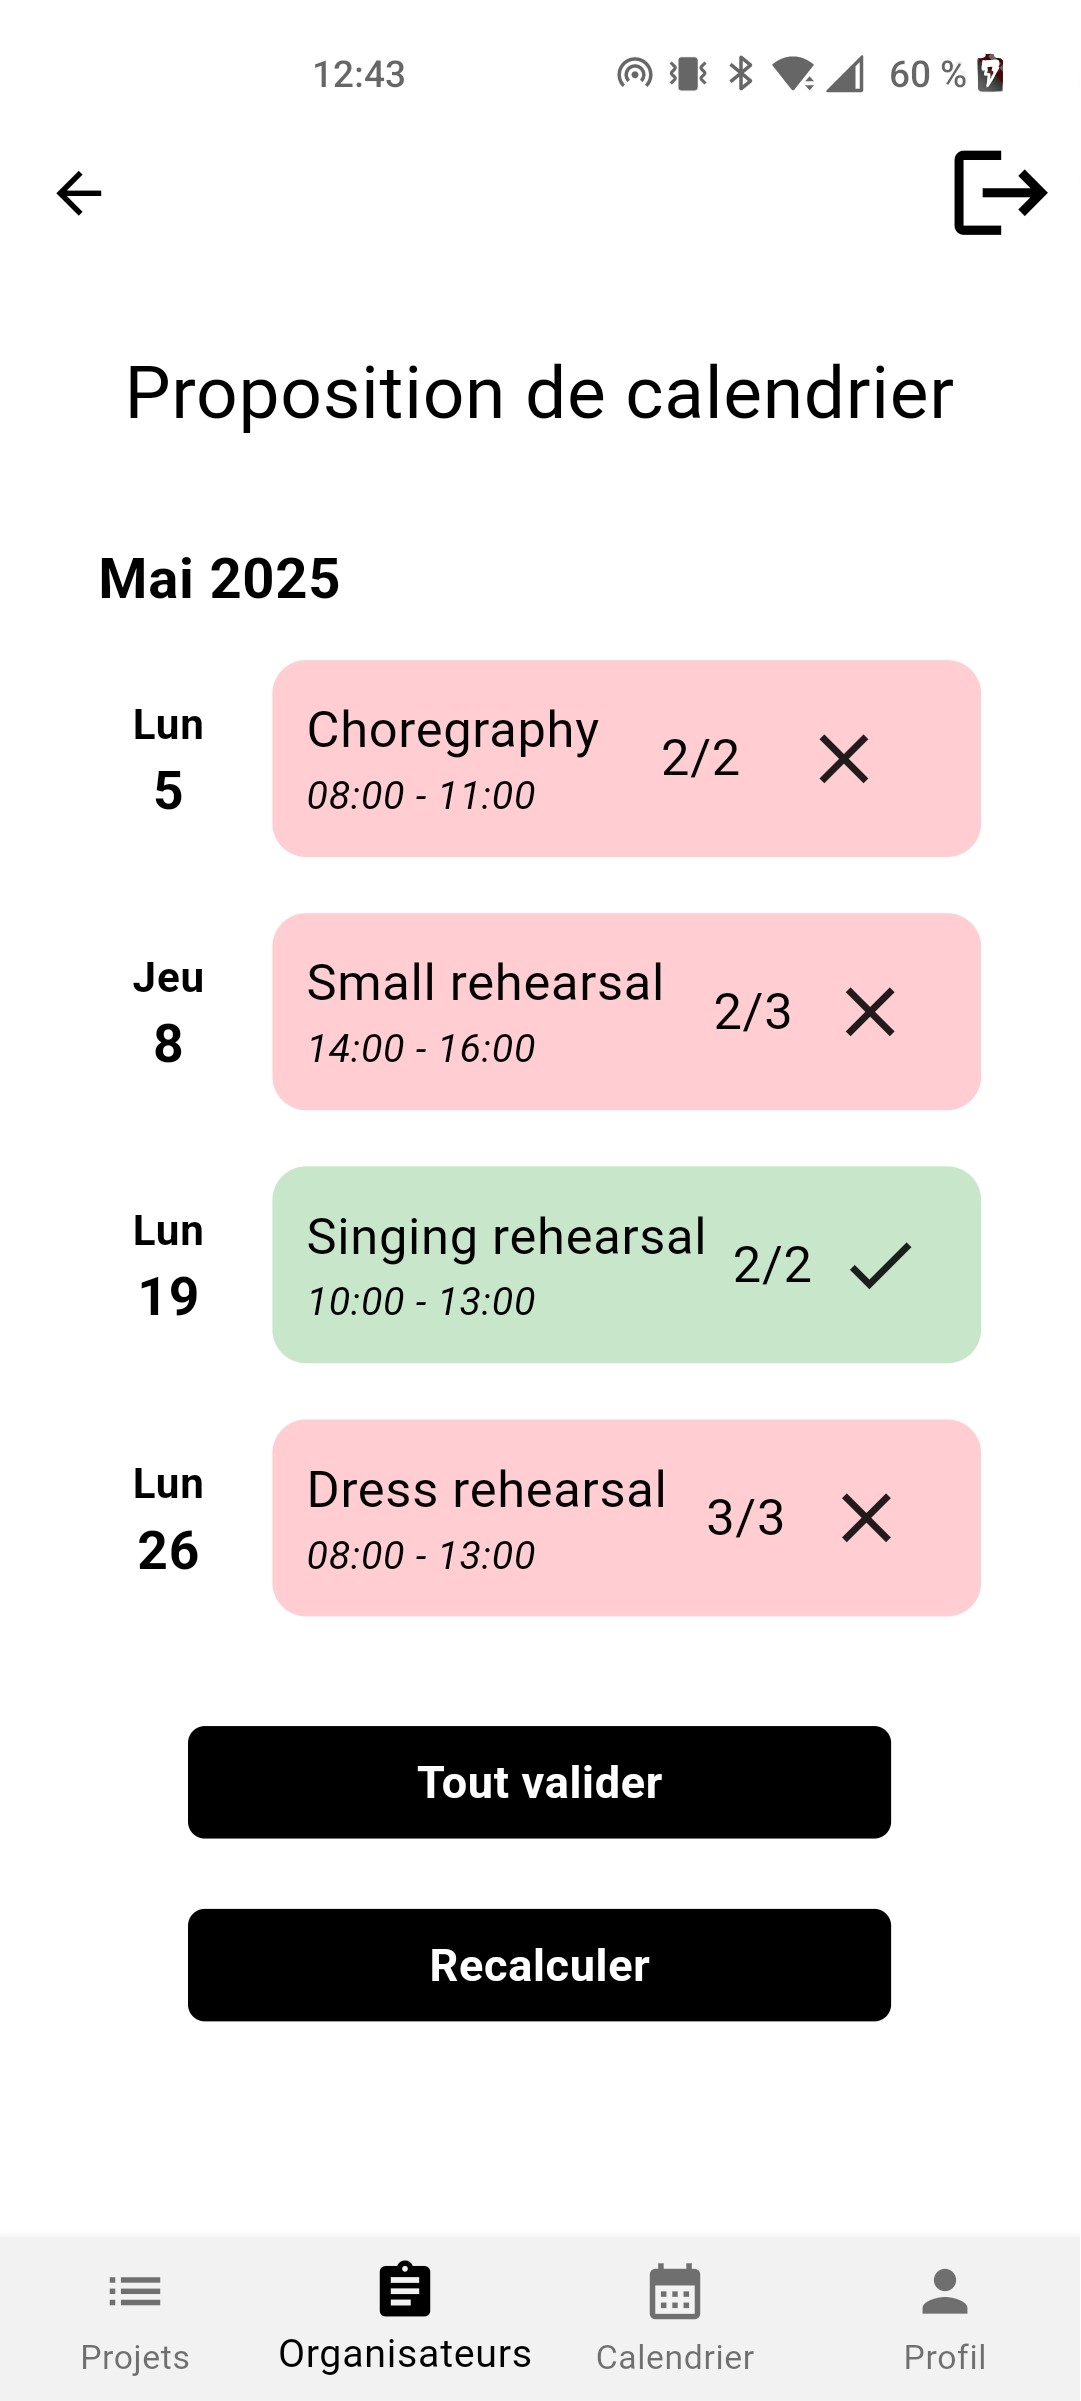 12:43
60 %
Proposition de calendrier
Mai 2025
Lun
5
Choregraphy
08:00 - 11:00
2/2
Jeu
8
Small rehearsal
14:00 - 16:00
2/3
Lun
19
Singing rehearsal
10:00 - 13:00
2/2
Lun
26
Dress rehearsal
08:00 - 13:00
3/3
Tout valider
Recalculer
Projets
Organisateurs
Calendrier
Profil